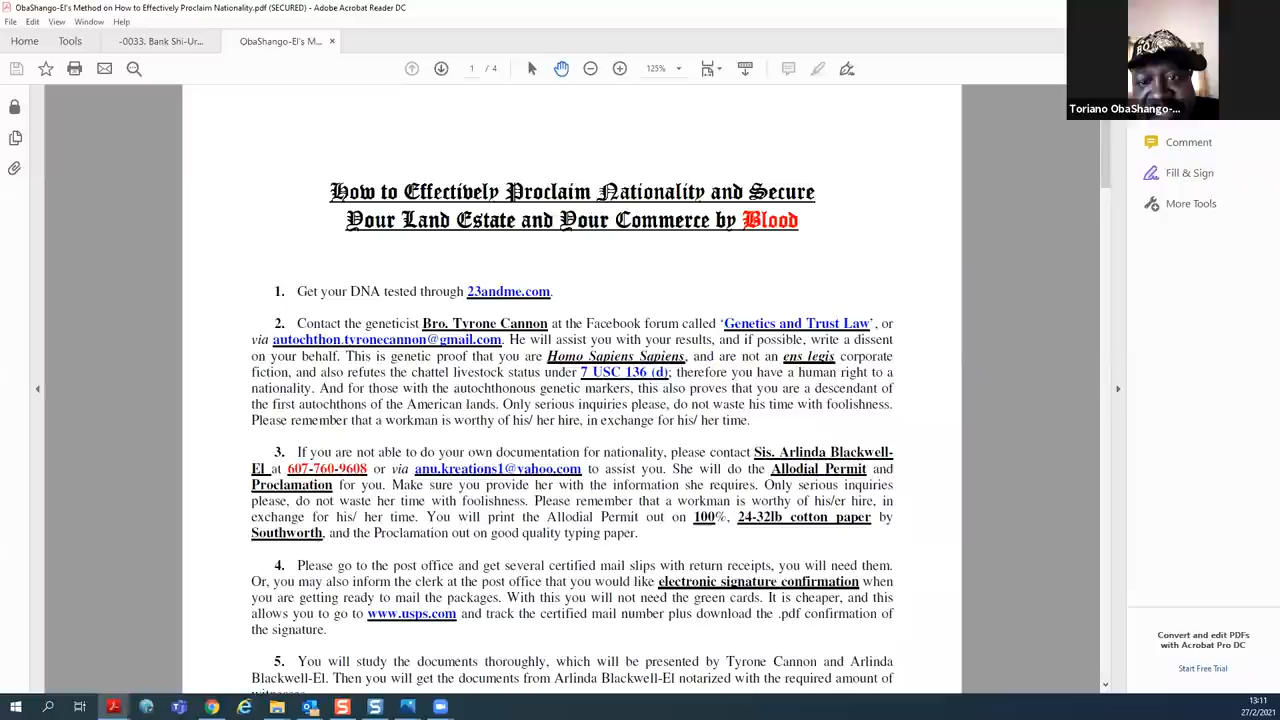 ObaShango-El's Method on How to Effectively Proclaim Nationality.pdf (SECURED) - Adobe Acrobat Reader DC
File Edit View Window Help
Home Tools -0033. Bank Shi-Ur... ObaShango-El's M... ×
1 / 4 125%
Toriano ObaShango-...
Comment
Fill & Sign
More Tools
How to Effectively Proclaim Nationality and Secure
Your Land Estate and Your Commerce by Blood
1. Get your DNA tested through 23andme.com.
2. Contact the geneticist Bro. Tyrone Cannon at the Facebook forum called ‘Genetics and Trust Law’, or
via autochthon.tyronecannon@gmail.com. He will assist you with your results, and if possible, write a dissent
on your behalf. This is genetic proof that you are Homo Sapiens Sapiens, and are not an ens legis corporate
fiction, and also refutes the chattel livestock status under 7 USC 136 (d); therefore you have a human right to a
nationality. And for those with the autochthonous genetic markers, this also proves that you are a descendant of
the first autochthons of the American lands. Only serious inquiries please, do not waste his time with foolishness.
Please remember that a workman is worthy of his/ her hire, in exchange for his/ her time.
3. If you are not able to do your own documentation for nationality, please contact Sis. Arlinda Blackwell-
El at 607-760-9608 or via anu.kreations1@yahoo.com to assist you. She will do the Allodial Permit and
Proclamation for you. Make sure you provide her with the information she requires. Only serious inquiries
please, do not waste her time with foolishness. Please remember that a workman is worthy of his/er hire, in
exchange for his/ her time. You will print the Allodial Permit out on 100%, 24-32lb cotton paper by
Southworth, and the Proclamation out on good quality typing paper.
4. Please go to the post office and get several certified mail slips with return receipts, you will need them.
Or, you may also inform the clerk at the post office that you would like electronic signature confirmation when
you are getting ready to mail the packages. With this you will not need the green cards. It is cheaper, and this
allows you to go to www.usps.com and track the certified mail number plus download the .pdf confirmation of
the signature.
5. You will study the documents thoroughly, which will be presented by Tyrone Cannon and Arlinda
Blackwell-El. Then you will get the documents from Arlinda Blackwell-El notarized with the required amount of
Convert and edit PDFs
with Acrobat Pro DC
Start Free Trial
13:11
27/2/2021